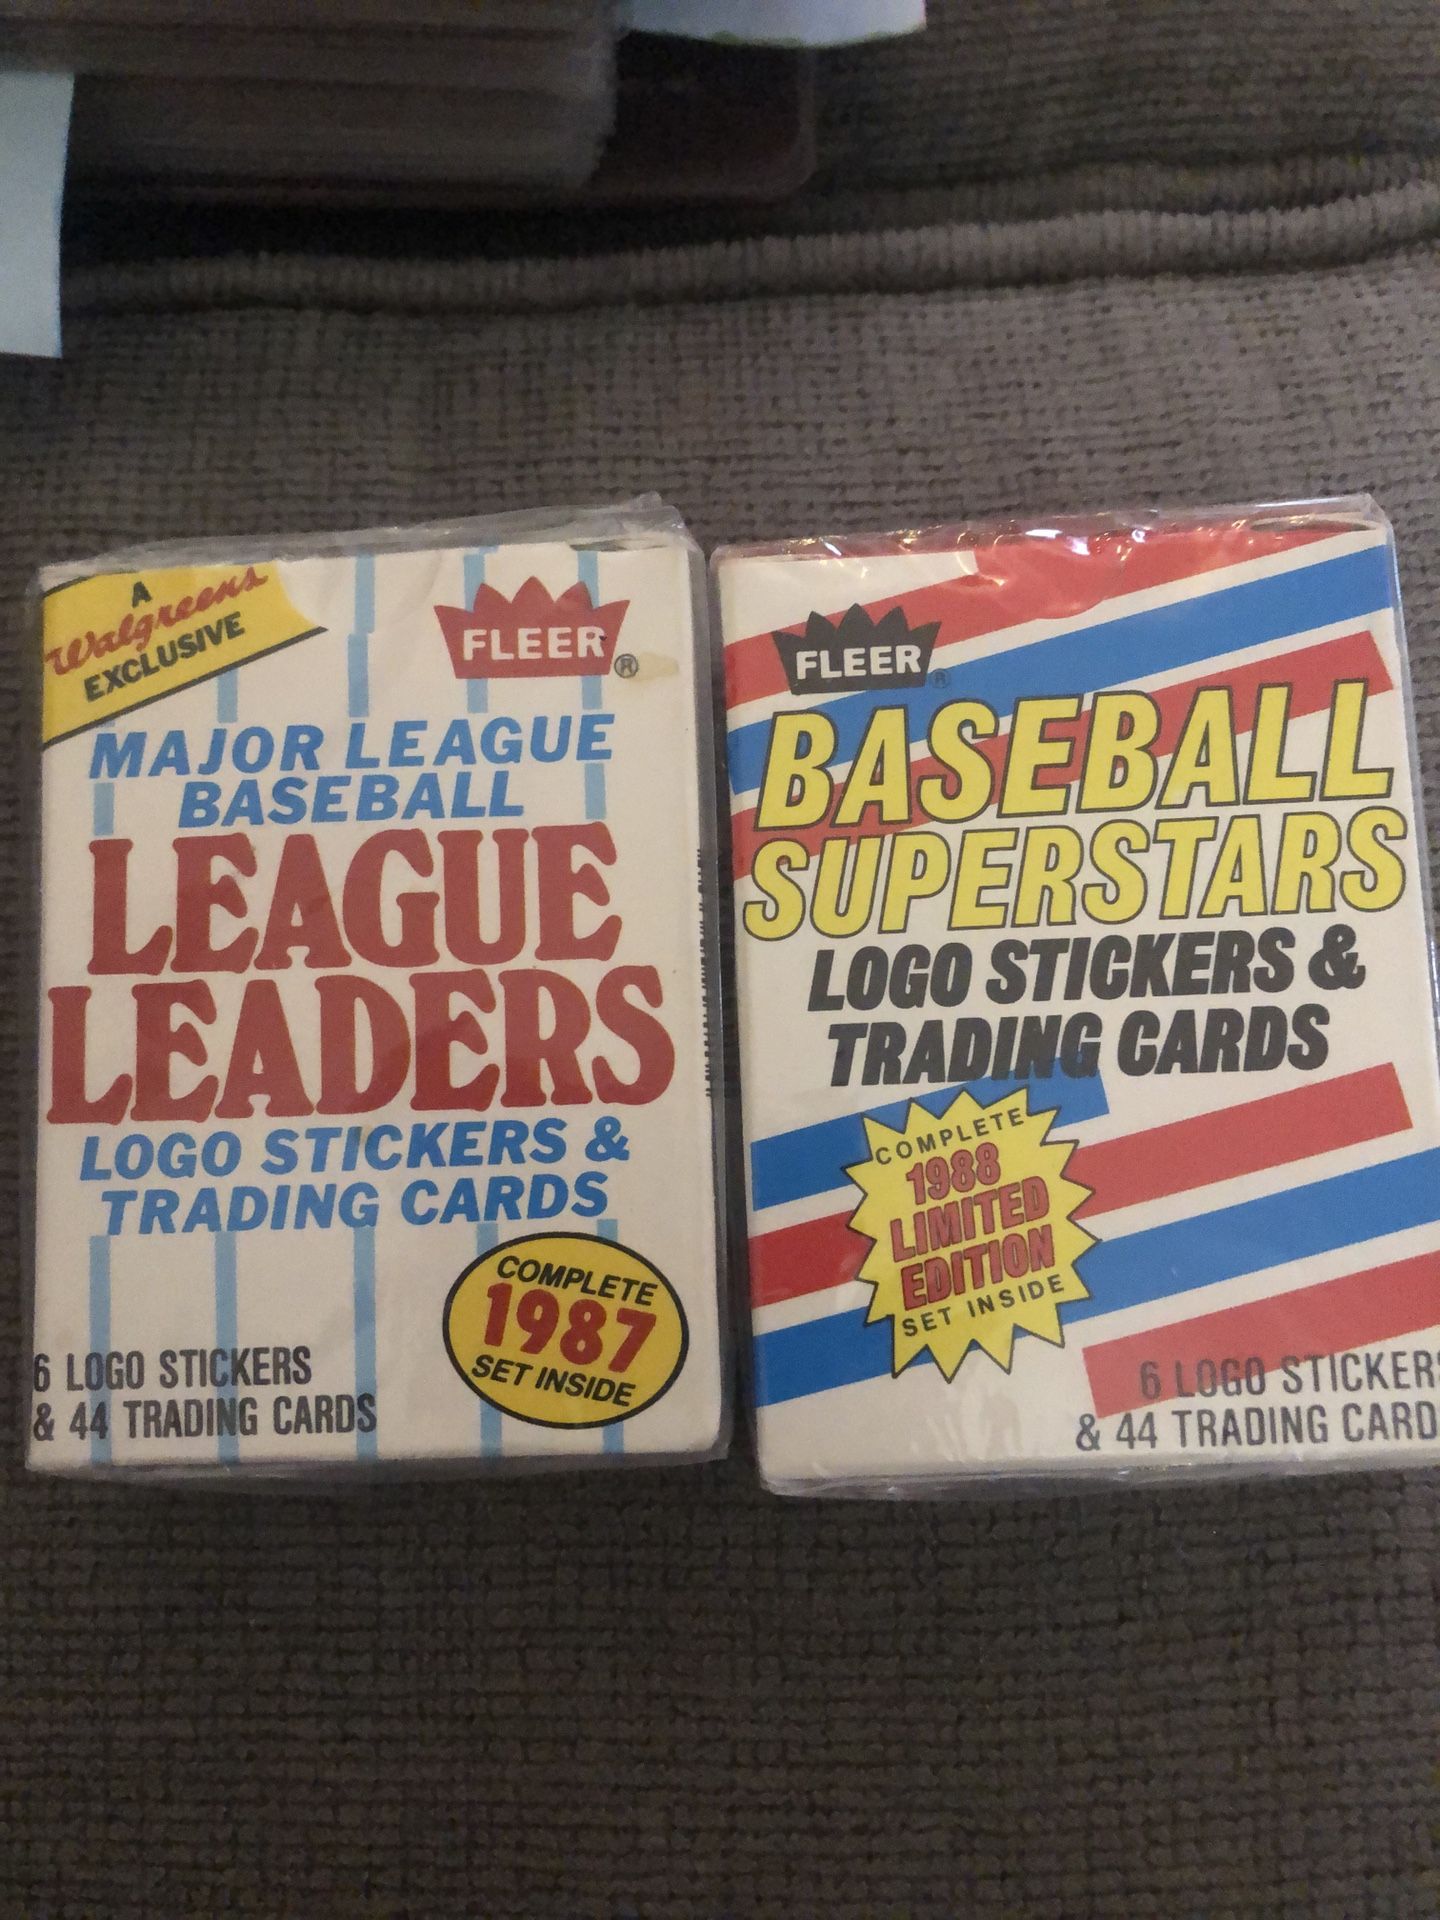 A
Walgreens
EXCLUSIVE
FLEER®
MAJOR LEAGUE
BASEBALL
LEAGUE
LEADERS
LOGO STICKERS &
TRADING CARDS
COMPLETE
1987
SET INSIDE
6 LOGO STICKERS
& 44 TRADING CARDS
FLEER®
BASEBALL
SUPERSTARS
LOGO STICKERS &
TRADING CARDS
COMPLETE
1988
LIMITED
EDITION
SET INSIDE
6 LOGO STICKERS
& 44 TRADING CARD